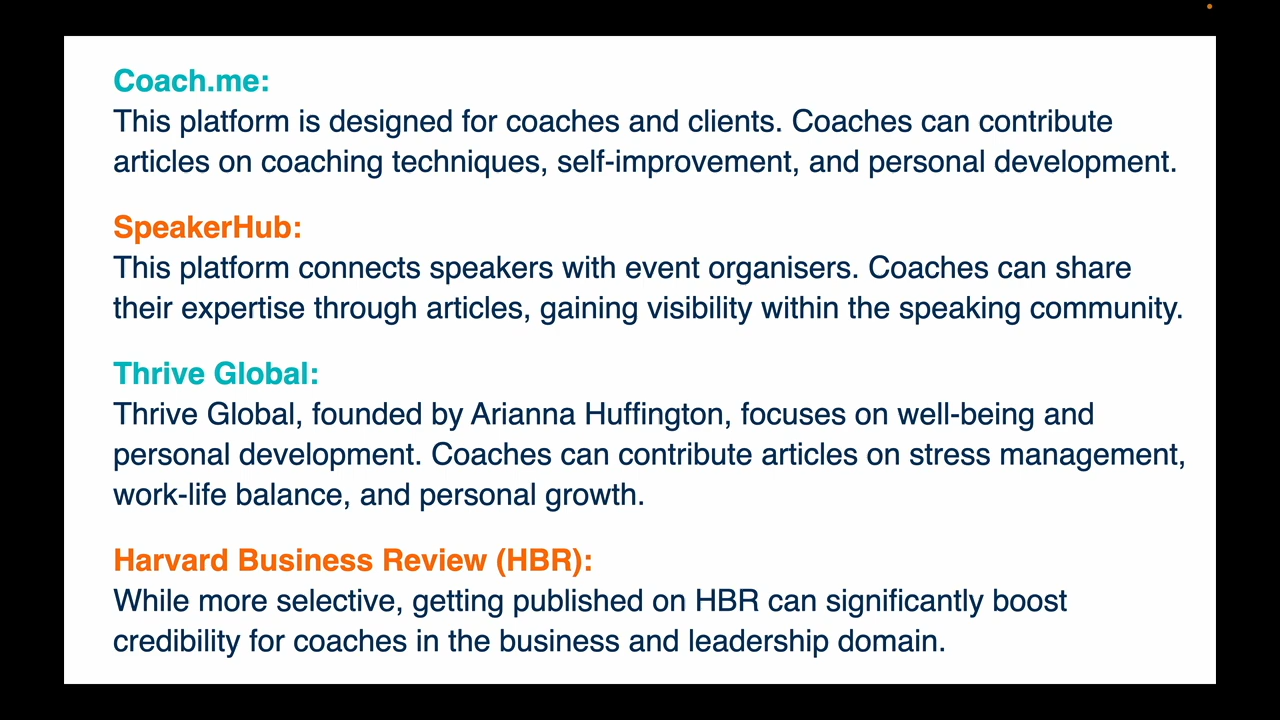 Coach.me:
This platform is designed for coaches and clients. Coaches can contribute
articles on coaching techniques, self-improvement, and personal development.
SpeakerHub:
This platform connects speakers with event organisers. Coaches can share
their expertise through articles, gaining visibility within the speaking community.
Thrive Global:
Thrive Global, founded by Arianna Huffington, focuses on well-being and
personal development. Coaches can contribute articles on stress management,
work-life balance, and personal growth.
Harvard Business Review (HBR):
While more selective, getting published on HBR can significantly boost
credibility for coaches in the business and leadership domain.